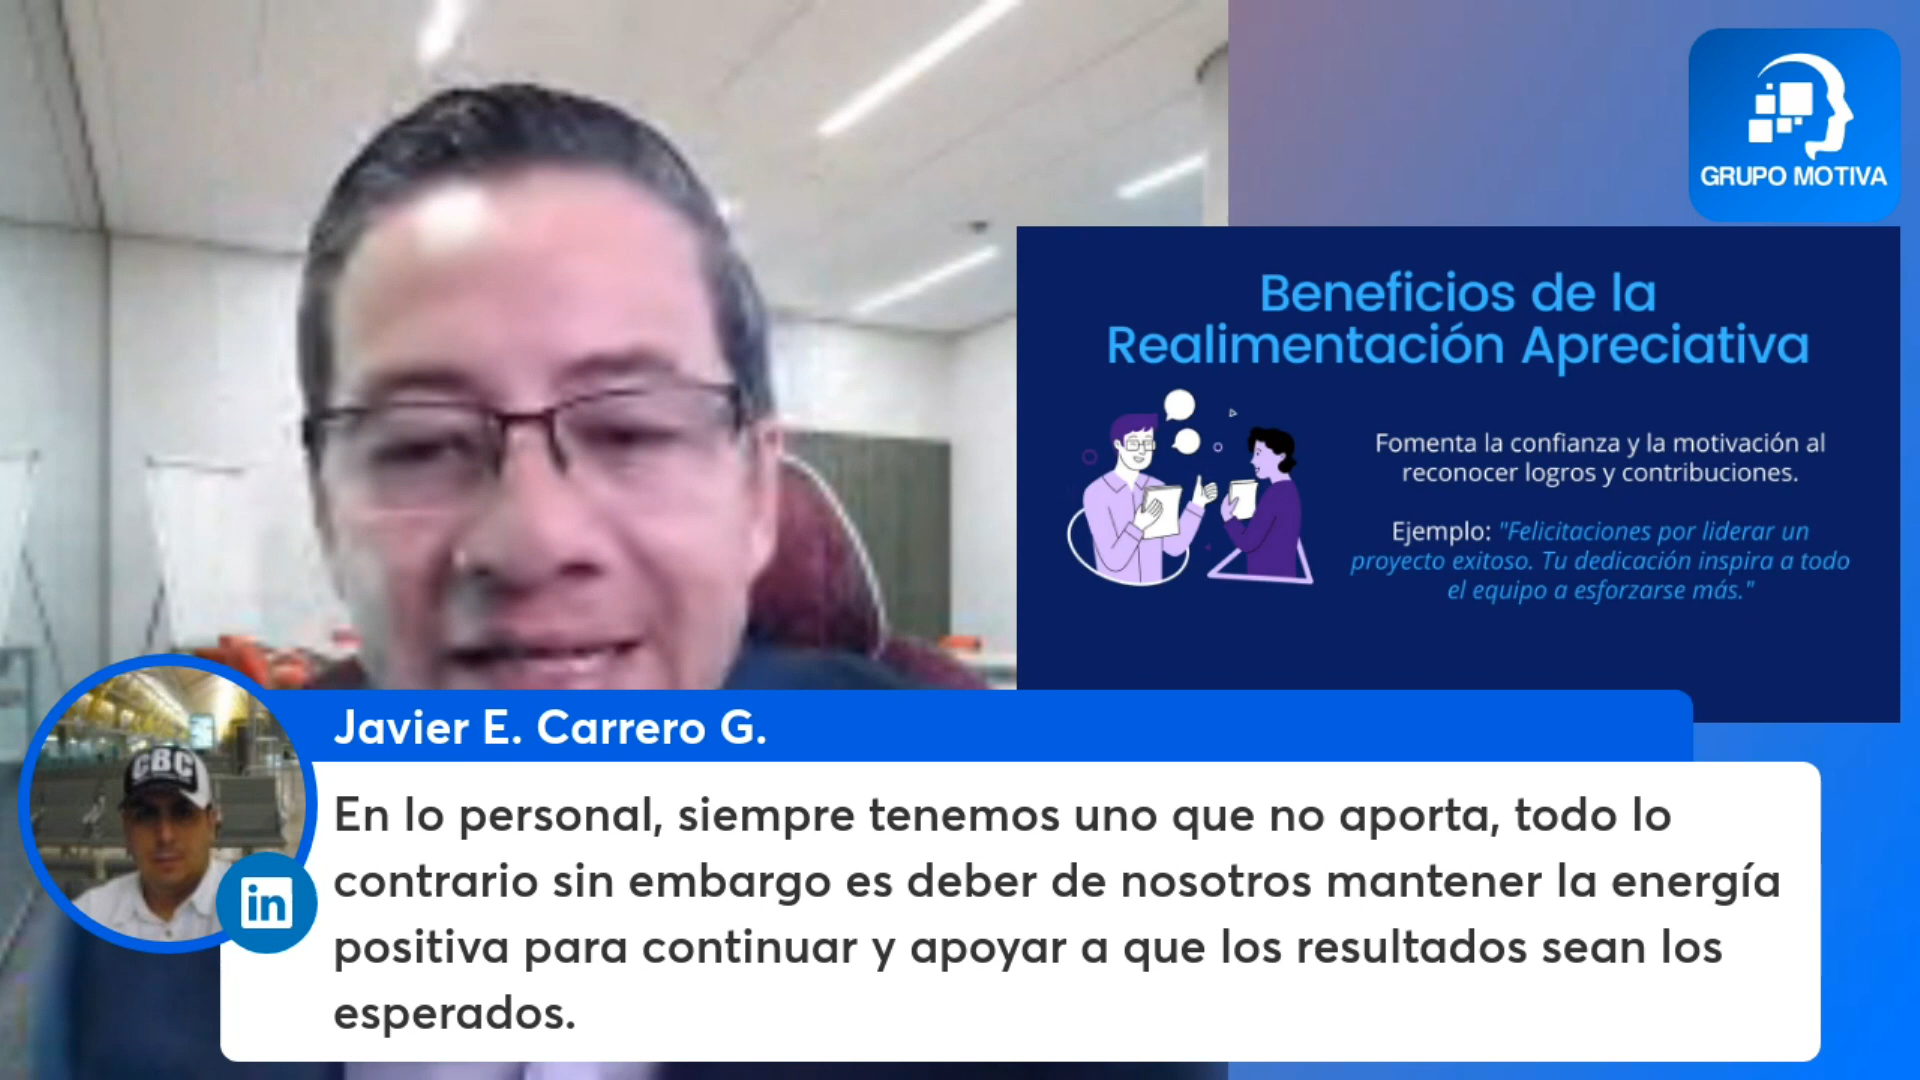 GRUPO MOTIVA
Beneficios de la
Realimentación Apreciativa
Fomenta la confianza y la motivación al
reconocer logros y contribuciones.
Ejemplo: "Felicitaciones por liderar un
proyecto exitoso. Tu dedicación inspira a todo
el equipo a esforzarse más."
CBC
in
Javier E. Carrero G.
En lo personal, siempre tenemos uno que no aporta, todo lo
contrario sin embargo es deber de nosotros mantener la energía
positiva para continuar y apoyar a que los resultados sean los
esperados.